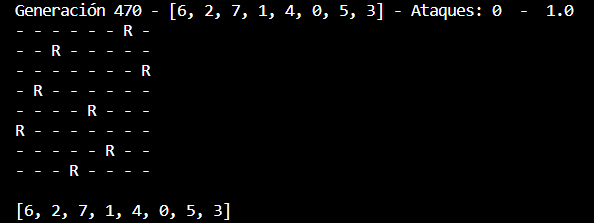 Generación 470 - [6, 2, 7, 1, 4, 0, 5, 3] - Ataques: 0 - 1.0
- - - - - - R -
- - R - - - - -
- - - - - - - R
- R - - - - - -
- - - - R - - -
R - - - - - - -
- - - - - R - -
- - - R - - - -
[6, 2, 7, 1, 4, 0, 5, 3]